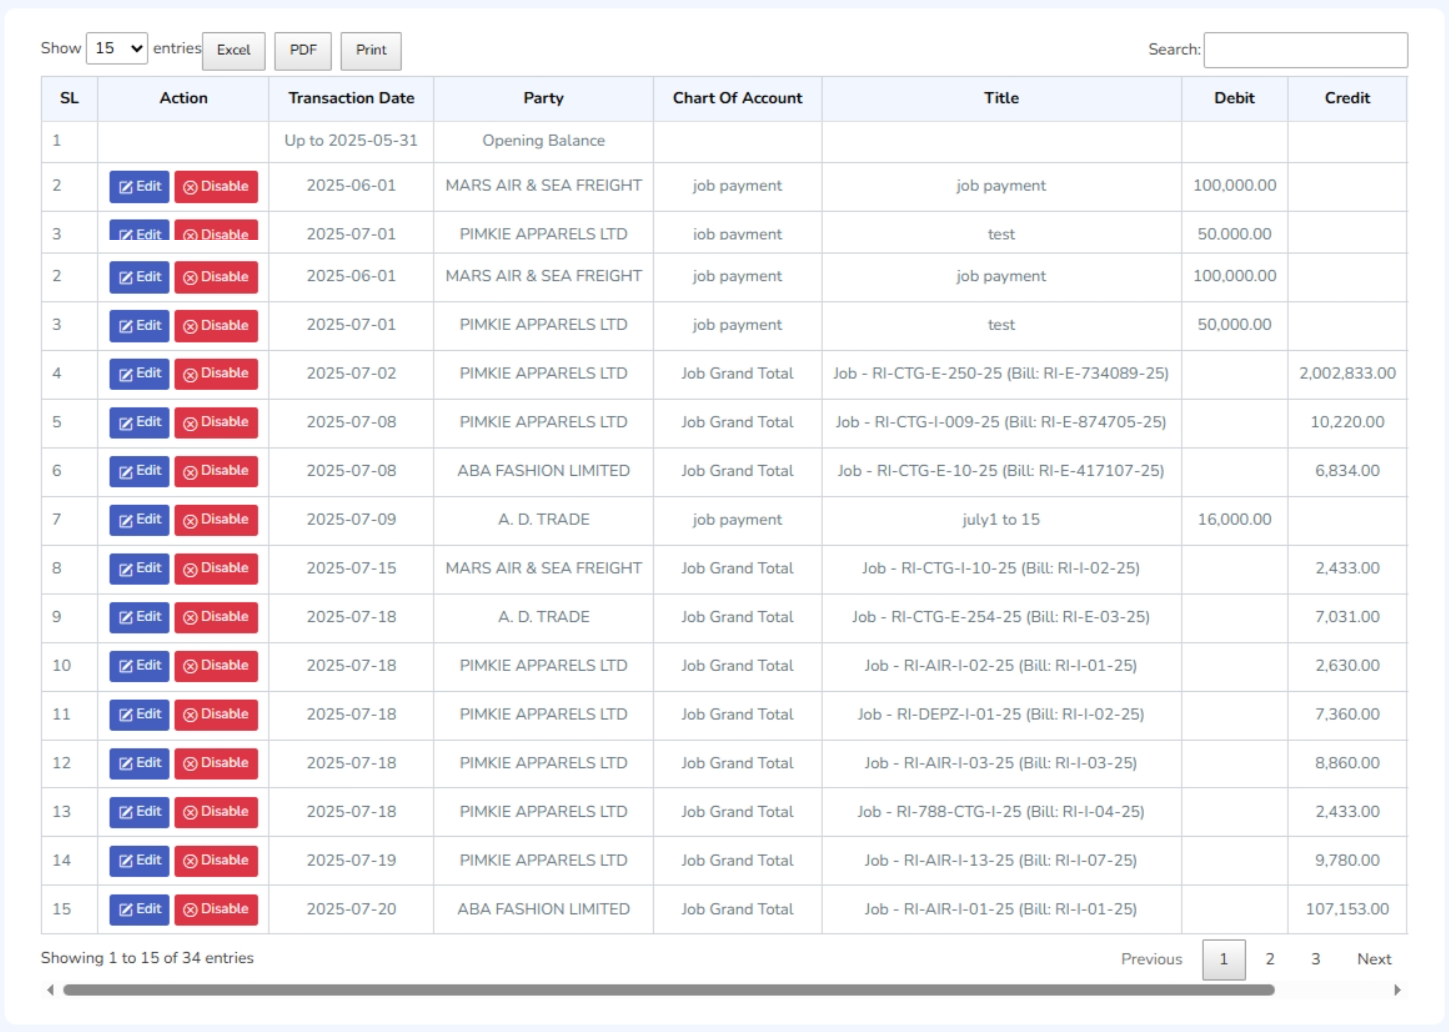 Show 15 entries Excel PDF Print Search:
SL Action Transaction Date Party Chart Of Account Title Debit Credit
1 Up to 2025-05-31 Opening Balance
2 Edit Disable 2025-06-01 MARS AIR & SEA FREIGHT job payment job payment 100,000.00
3 Edit Disable 2025-07-01 PIMKIE APPARELS LTD job payment test 50,000.00
2 Edit Disable 2025-06-01 MARS AIR & SEA FREIGHT job payment job payment 100,000.00
3 Edit Disable 2025-07-01 PIMKIE APPARELS LTD job payment test 50,000.00
4 Edit Disable 2025-07-02 PIMKIE APPARELS LTD Job Grand Total Job - RI-CTG-E-250-25 (Bill: RI-E-734089-25) 2,002,833.00
5 Edit Disable 2025-07-08 PIMKIE APPARELS LTD Job Grand Total Job - RI-CTG-I-009-25 (Bill: RI-E-874705-25) 10,220.00
6 Edit Disable 2025-07-08 ABA FASHION LIMITED Job Grand Total Job - RI-CTG-E-10-25 (Bill: RI-E-417107-25) 6,834.00
7 Edit Disable 2025-07-09 A. D. TRADE job payment july1 to 15 16,000.00
8 Edit Disable 2025-07-15 MARS AIR & SEA FREIGHT Job Grand Total Job - RI-CTG-I-10-25 (Bill: RI-I-02-25) 2,433.00
9 Edit Disable 2025-07-18 A. D. TRADE Job Grand Total Job - RI-CTG-E-254-25 (Bill: RI-E-03-25) 7,031.00
10 Edit Disable 2025-07-18 PIMKIE APPARELS LTD Job Grand Total Job - RI-AIR-I-02-25 (Bill: RI-I-01-25) 2,630.00
11 Edit Disable 2025-07-18 PIMKIE APPARELS LTD Job Grand Total Job - RI-DEPZ-I-01-25 (Bill: RI-I-02-25) 7,360.00
12 Edit Disable 2025-07-18 PIMKIE APPARELS LTD Job Grand Total Job - RI-AIR-I-03-25 (Bill: RI-I-03-25) 8,860.00
13 Edit Disable 2025-07-18 PIMKIE APPARELS LTD Job Grand Total Job - RI-788-CTG-I-25 (Bill: RI-I-04-25) 2,433.00
14 Edit Disable 2025-07-19 PIMKIE APPARELS LTD Job Grand Total Job - RI-AIR-I-13-25 (Bill: RI-I-07-25) 9,780.00
15 Edit Disable 2025-07-20 ABA FASHION LIMITED Job Grand Total Job - RI-AIR-I-01-25 (Bill: RI-I-01-25) 107,153.00
Showing 1 to 15 of 34 entries Previous 1 2 3 Next